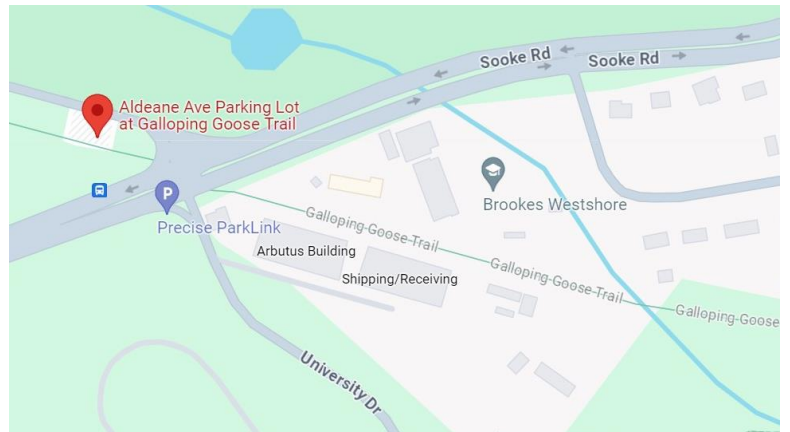 Sooke Rd
Sooke Rd
Aldeane Ave Parking Lot
at Galloping Goose Trail
P
Precise ParkLink
Brookes Westshore
Galloping Goose Trail
Arbutus Building
Shipping/Receiving
Galloping Goose Trail
Galloping Goose
University Dr